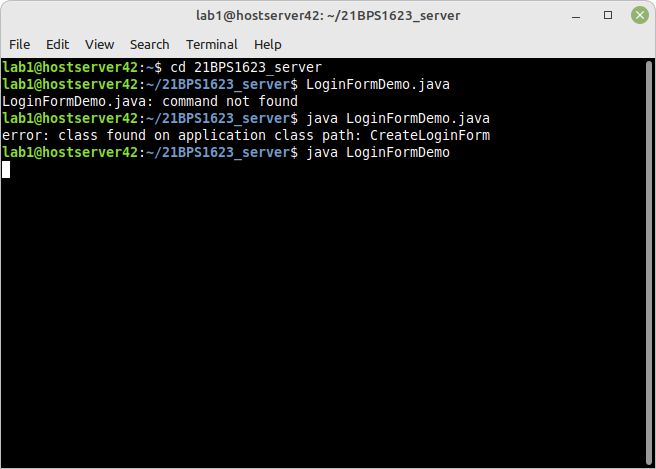 lab1@hostserver42: ~/21BPS1623_server
File Edit View Search Terminal Help
lab1@hostserver42:~$ cd 21BPS1623_server
lab1@hostserver42:~/21BPS1623_server$ LoginFormDemo.java
LoginFormDemo.java: command not found
lab1@hostserver42:~/21BPS1623_server$ java LoginFormDemo.java
error: class found on application class path: CreateLoginForm
lab1@hostserver42:~/21BPS1623_server$ java LoginFormDemo